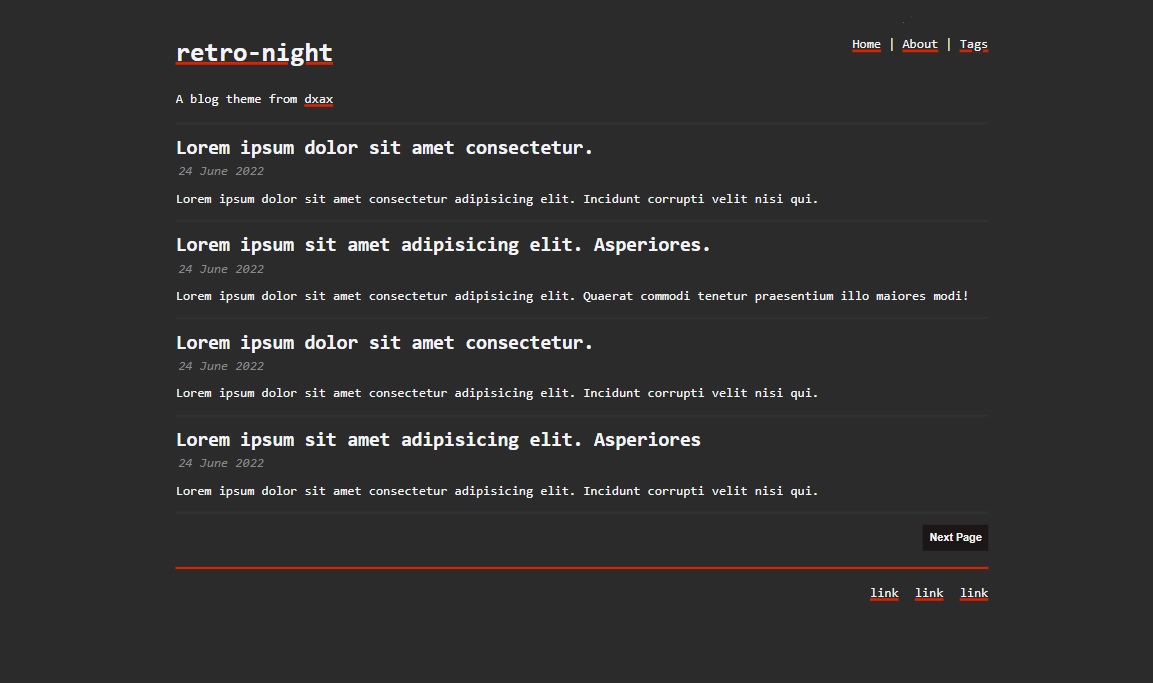 retro-night
Home | About | Tags
A blog theme from dxax
Lorem ipsum dolor sit amet consectetur.
24 June 2022
Lorem ipsum dolor sit amet consectetur adipisicing elit. Incidunt corrupti velit nisi qui.
Lorem ipsum sit amet adipisicing elit. Asperiores.
24 June 2022
Lorem ipsum dolor sit amet consectetur adipisicing elit. Quaerat commodi tenetur praesentium illo maiores modi!
Lorem ipsum dolor sit amet consectetur.
24 June 2022
Lorem ipsum dolor sit amet consectetur adipisicing elit. Incidunt corrupti velit nisi qui.
Lorem ipsum sit amet adipisicing elit. Asperiores
24 June 2022
Lorem ipsum dolor sit amet consectetur adipisicing elit. Incidunt corrupti velit nisi qui.
Next Page
link link link